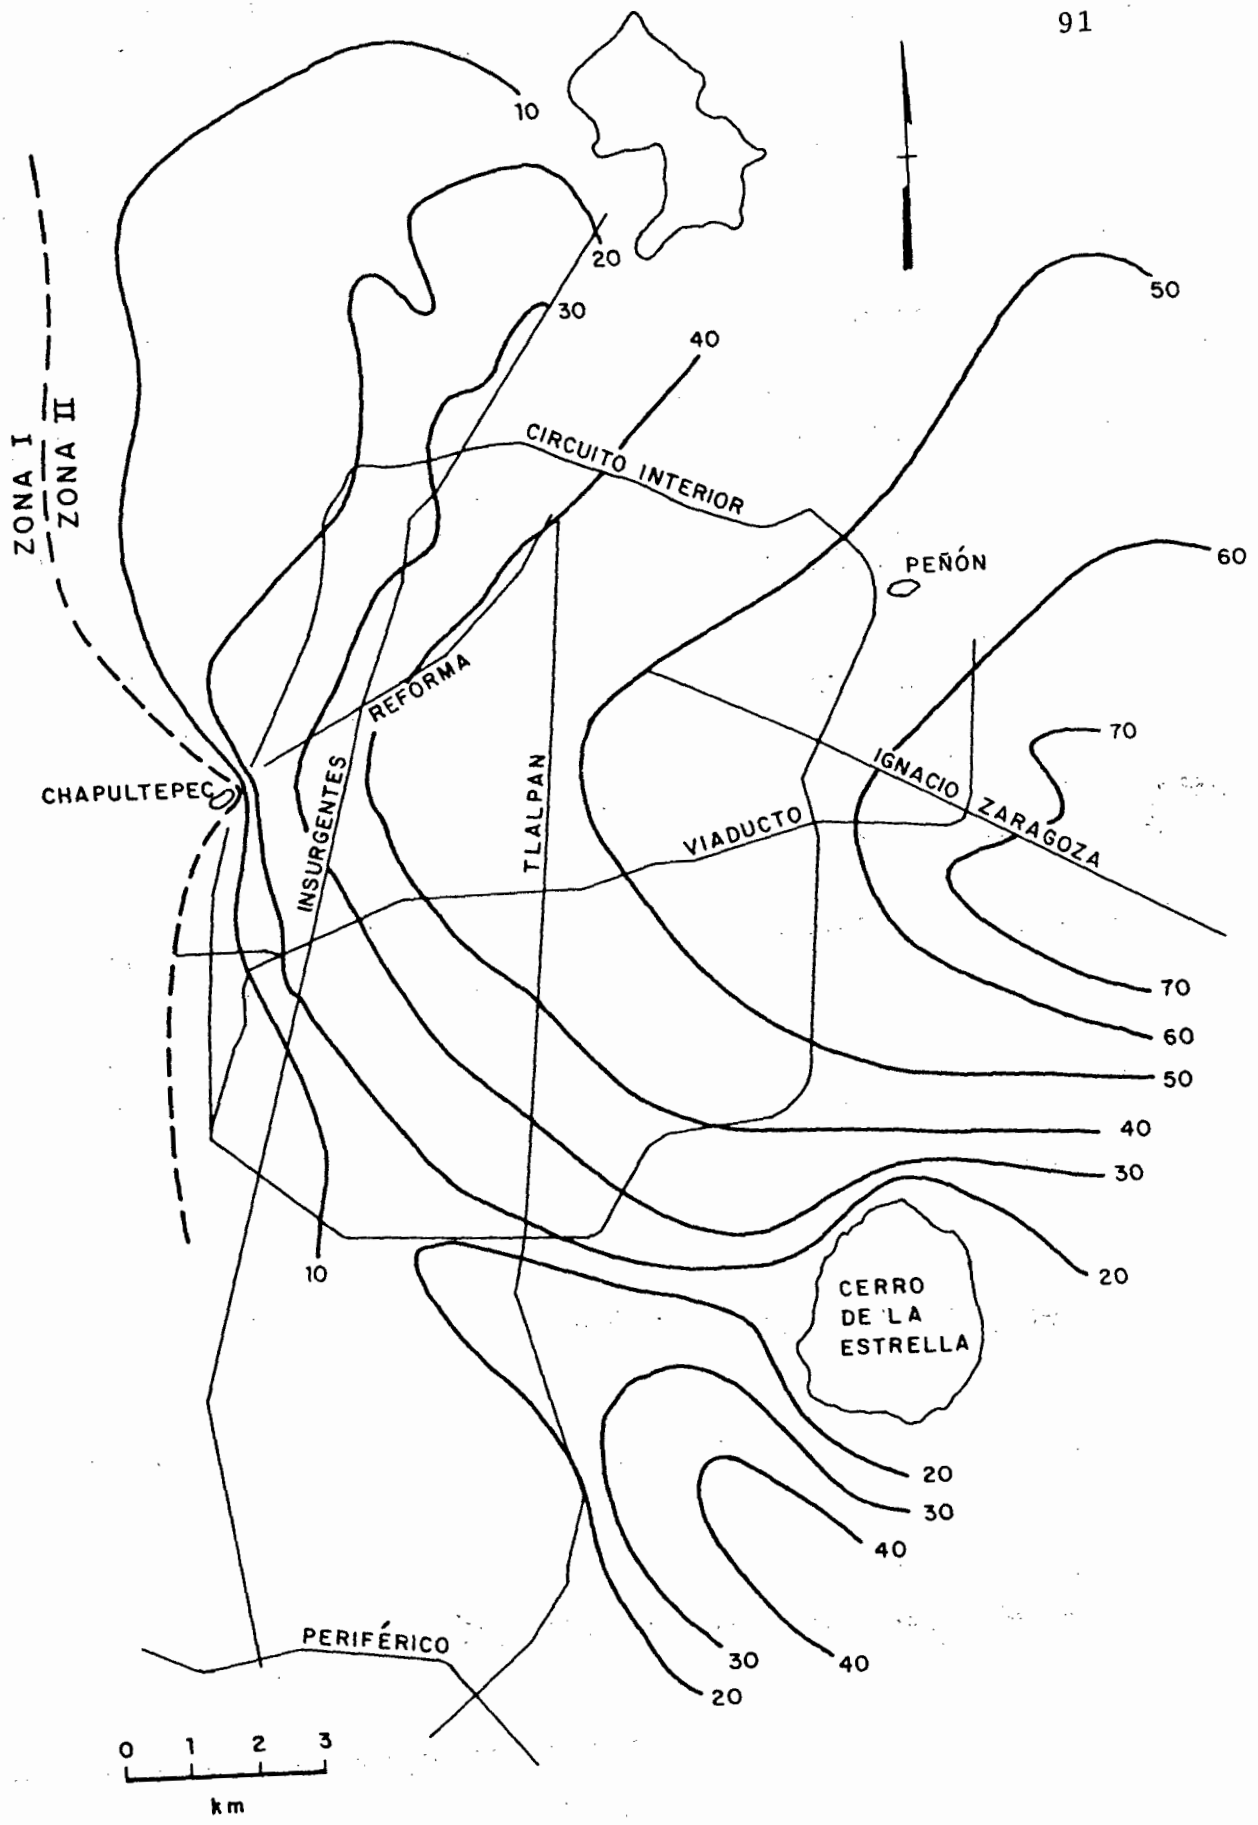 91
10
20
30
40
50
CIRCUITO INTERIOR
ZONA I
ZONA II
PEÑÓN
60
REFORMA
70
CHAPULTEPEC
INSURGENTES
TLALPAN
VIADUCTO
IGNACIO ZARAGOZA
70
60
50
40
30
20
10
CERRO
DE LA
ESTRELLA
20
30
40
PERIFÉRICO
30
40
20
0 1 2 3
km